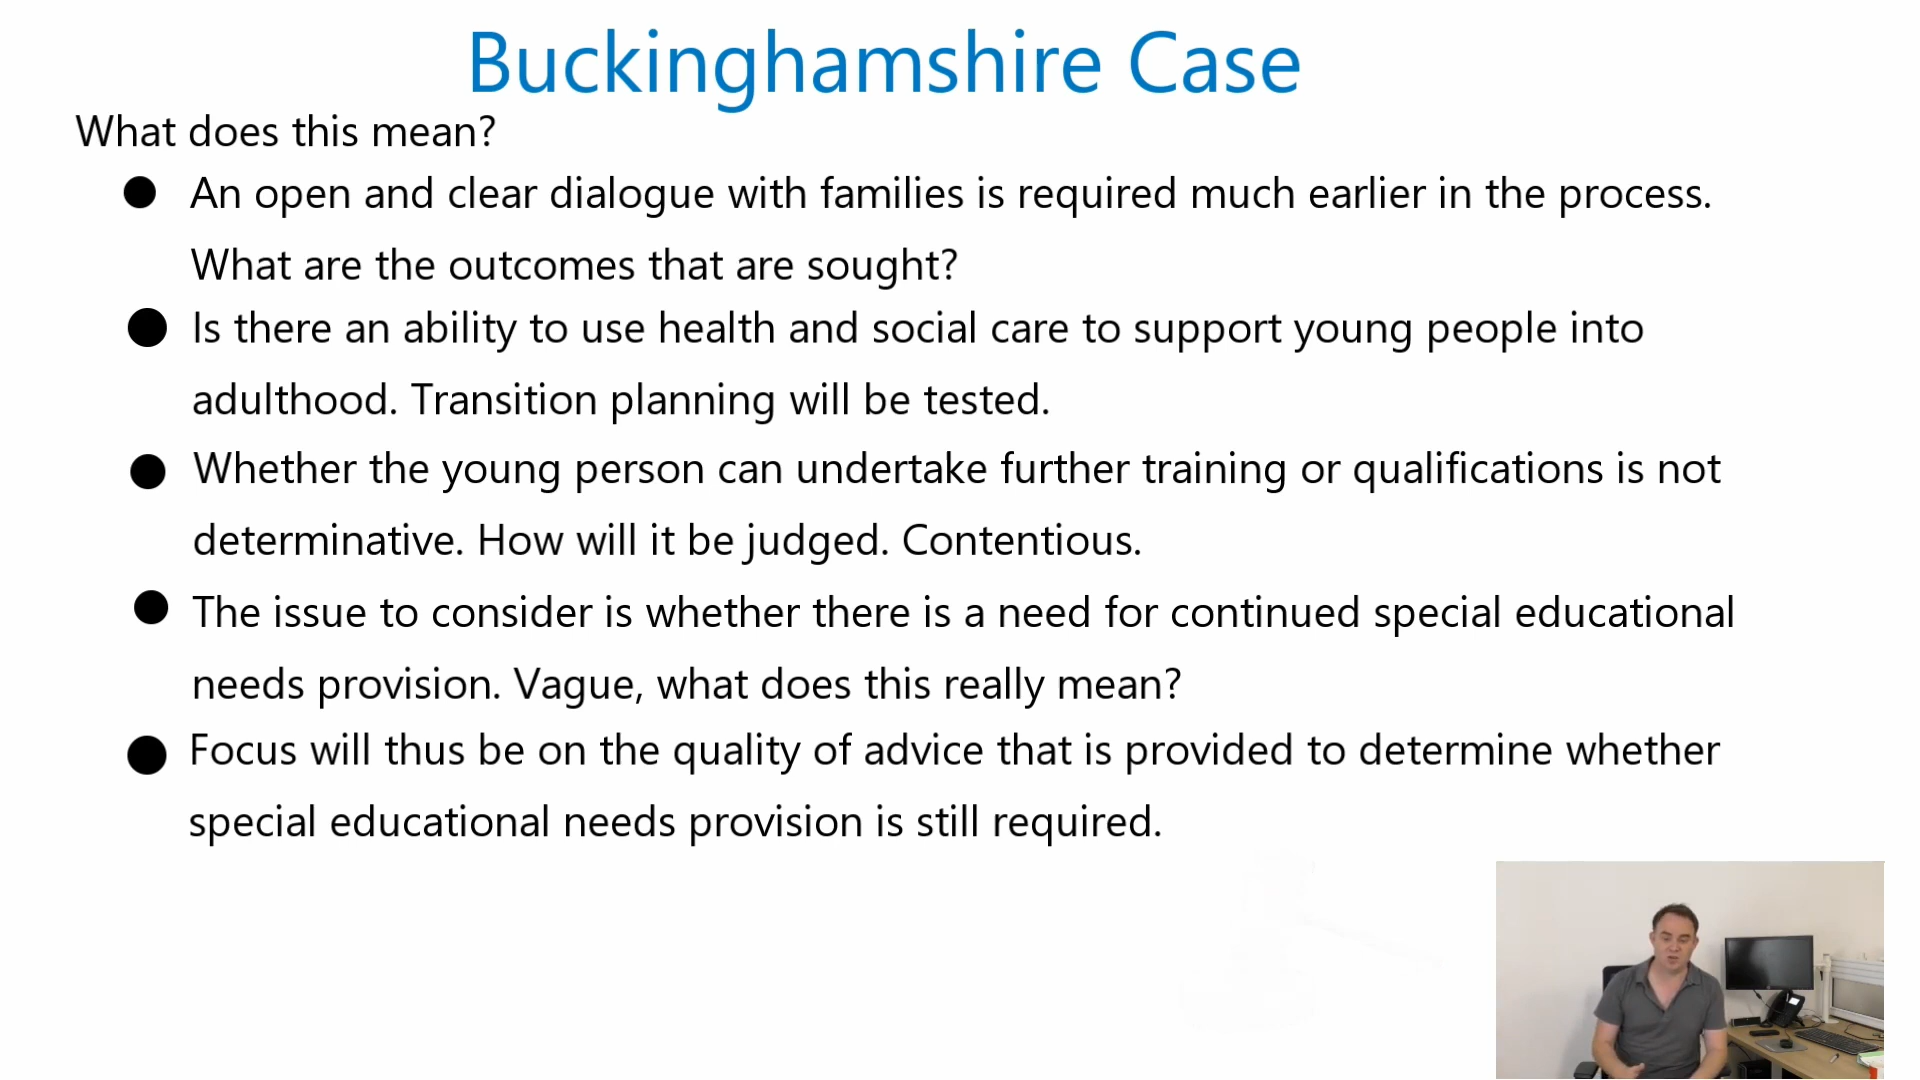 Buckinghamshire Case
What does this mean?
● An open and clear dialogue with families is required much earlier in the process.
What are the outcomes that are sought?
● Is there an ability to use health and social care to support young people into
adulthood. Transition planning will be tested.
● Whether the young person can undertake further training or qualifications is not
determinative. How will it be judged. Contentious.
● The issue to consider is whether there is a need for continued special educational
needs provision. Vague, what does this really mean?
● Focus will thus be on the quality of advice that is provided to determine whether
special educational needs provision is still required.